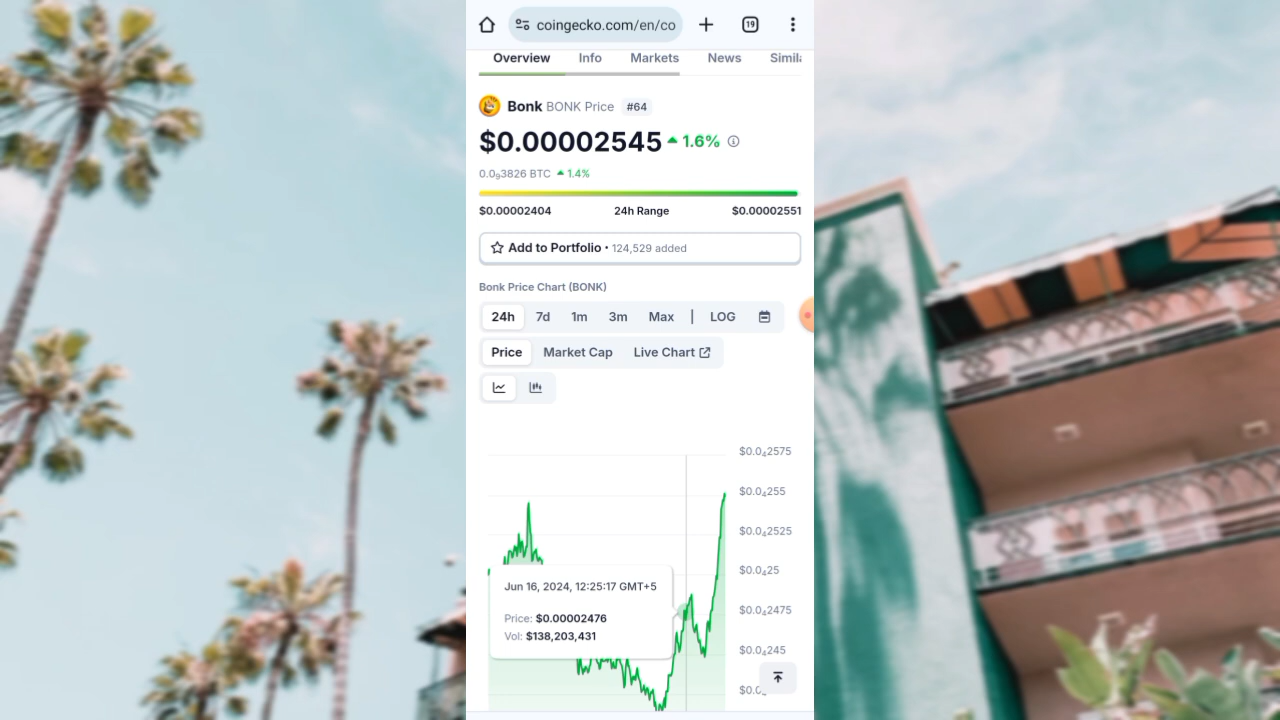 coingecko.com/en/co
19
Overview Info Markets News Simila
Bonk BONK Price #64
$0.00002545 1.6%
0.0₉3826 BTC 1.4%
$0.00002404 24h Range $0.00002551
Add to Portfolio • 124,529 added
Bonk Price Chart (BONK)
24h 7d 1m 3m Max | LOG
Price Market Cap Live Chart
$0.0₄2575
$0.0₄255
$0.0₄2525
$0.0₄25
Jun 16, 2024, 12:25:17 GMT+5
$0.0₄2475
Price: $0.00002476
Vol: $138,203,431
$0.0₄245